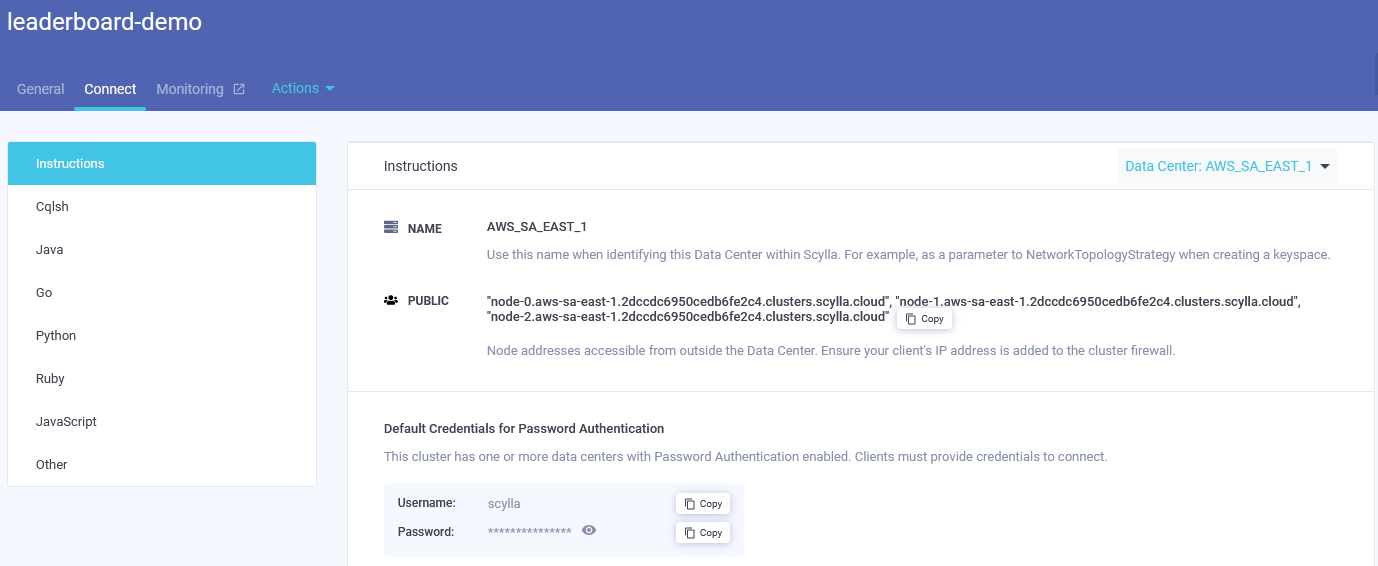 leaderboard-demo
General Connect Monitoring Actions
Instructions
Cqlsh
Java
Go
Python
Ruby
JavaScript
Other
Instructions Data Center: AWS_SA_EAST_1
NAME AWS_SA_EAST_1
Use this name when identifying this Data Center within Scylla. For example, as a parameter to NetworkTopologyStrategy when creating a keyspace.
PUBLIC "node-0.aws-sa-east-1.2dccdc6950cedb6fe2c4.clusters.scylla.cloud", "node-1.aws-sa-east-1.2dccdc6950cedb6fe2c4.clusters.scylla.cloud",
"node-2.aws-sa-east-1.2dccdc6950cedb6fe2c4.clusters.scylla.cloud" Copy
Node addresses accessible from outside the Data Center. Ensure your client's IP address is added to the cluster firewall.
Default Credentials for Password Authentication
This cluster has one or more data centers with Password Authentication enabled. Clients must provide credentials to connect.
Username: scylla Copy
Password: *************** Copy